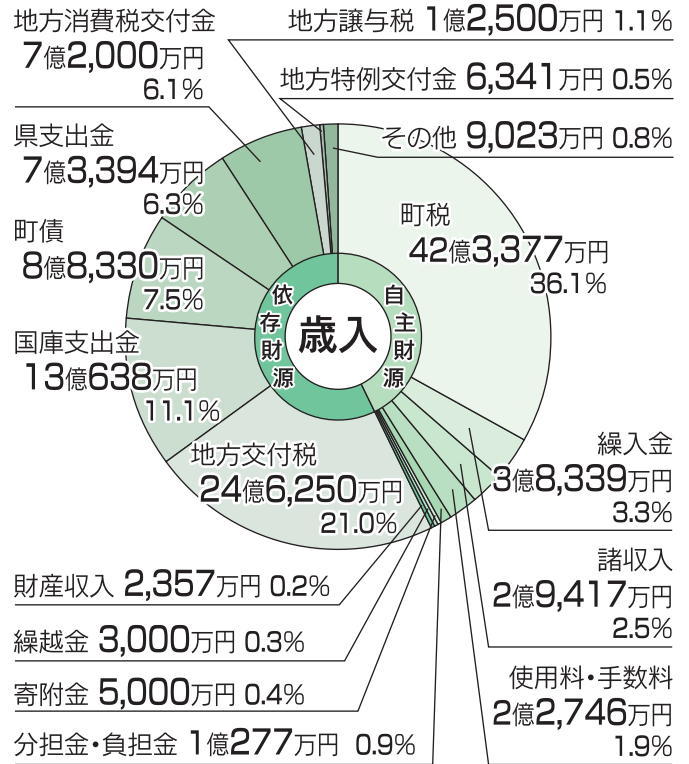 地方消費税交付金
7億2,000万円
6.1%
地方譲与税 1億2,500万円 1.1%
地方特例交付金 6,341万円 0.5%
その他 9,023万円 0.8%
県支出金
7億3,394万円
6.3%
町債
8億8,330万円
7.5%
国庫支出金
13億638万円
11.1%
町税
42億3,377万円
36.1%
依存財源
歳入
自主財源
地方交付税
24億6,250万円
21.0%
繰入金
3億8,339万円
3.3%
諸収入
2億9,417万円
2.5%
使用料・手数料
2億2,746万円
1.9%
財産収入 2,357万円 0.2%
繰越金 3,000万円 0.3%
寄附金 5,000万円 0.4%
分担金・負担金 1億277万円 0.9%